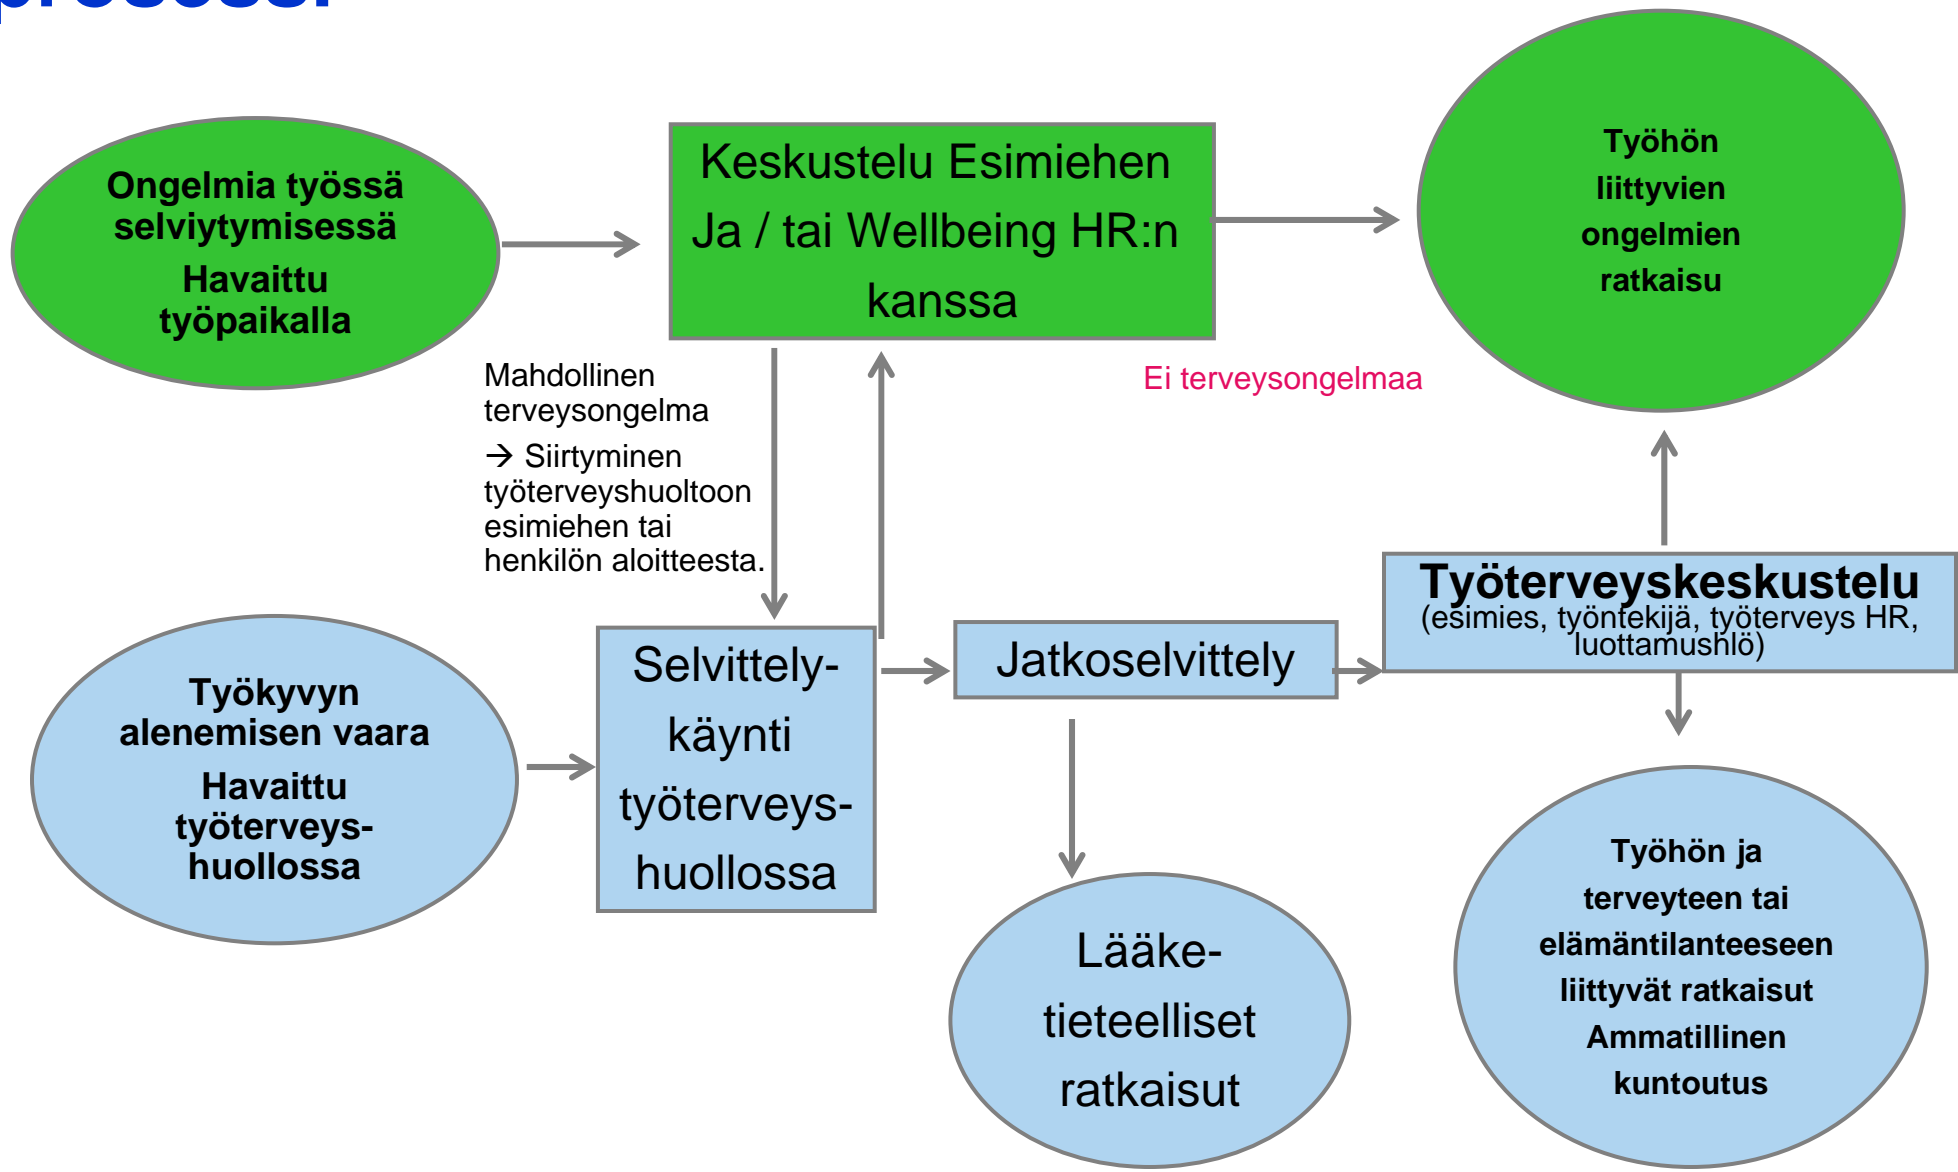 prosessi
Ongelmia työssä
selviytymisessä
Havaittu
työpaikalla
Keskustelu Esimiehen
Ja / tai Wellbeing HR:n
kanssa
Työhön
liittyvien
ongelmien
ratkaisu
Mahdollinen
terveysongelma
→ Siirtyminen
työterveyshuoltoon
esimiehen tai
henkilön aloitteesta.
Ei terveysongelmaa
Työkyvyn
alenemisen vaara
Havaittu
työterveys-
huollossa
Selvittely-
käynti
työterveys-
huollossa
Jatkoselvittely
Työterveyskeskustelu
(esimies, työntekijä, työterveys HR,
luottamushlö)
Lääke-
tieteelliset
ratkaisut
Työhön ja
terveyteen tai
elämäntilanteeseen
liittyvät ratkaisut
Ammatillinen
kuntoutus